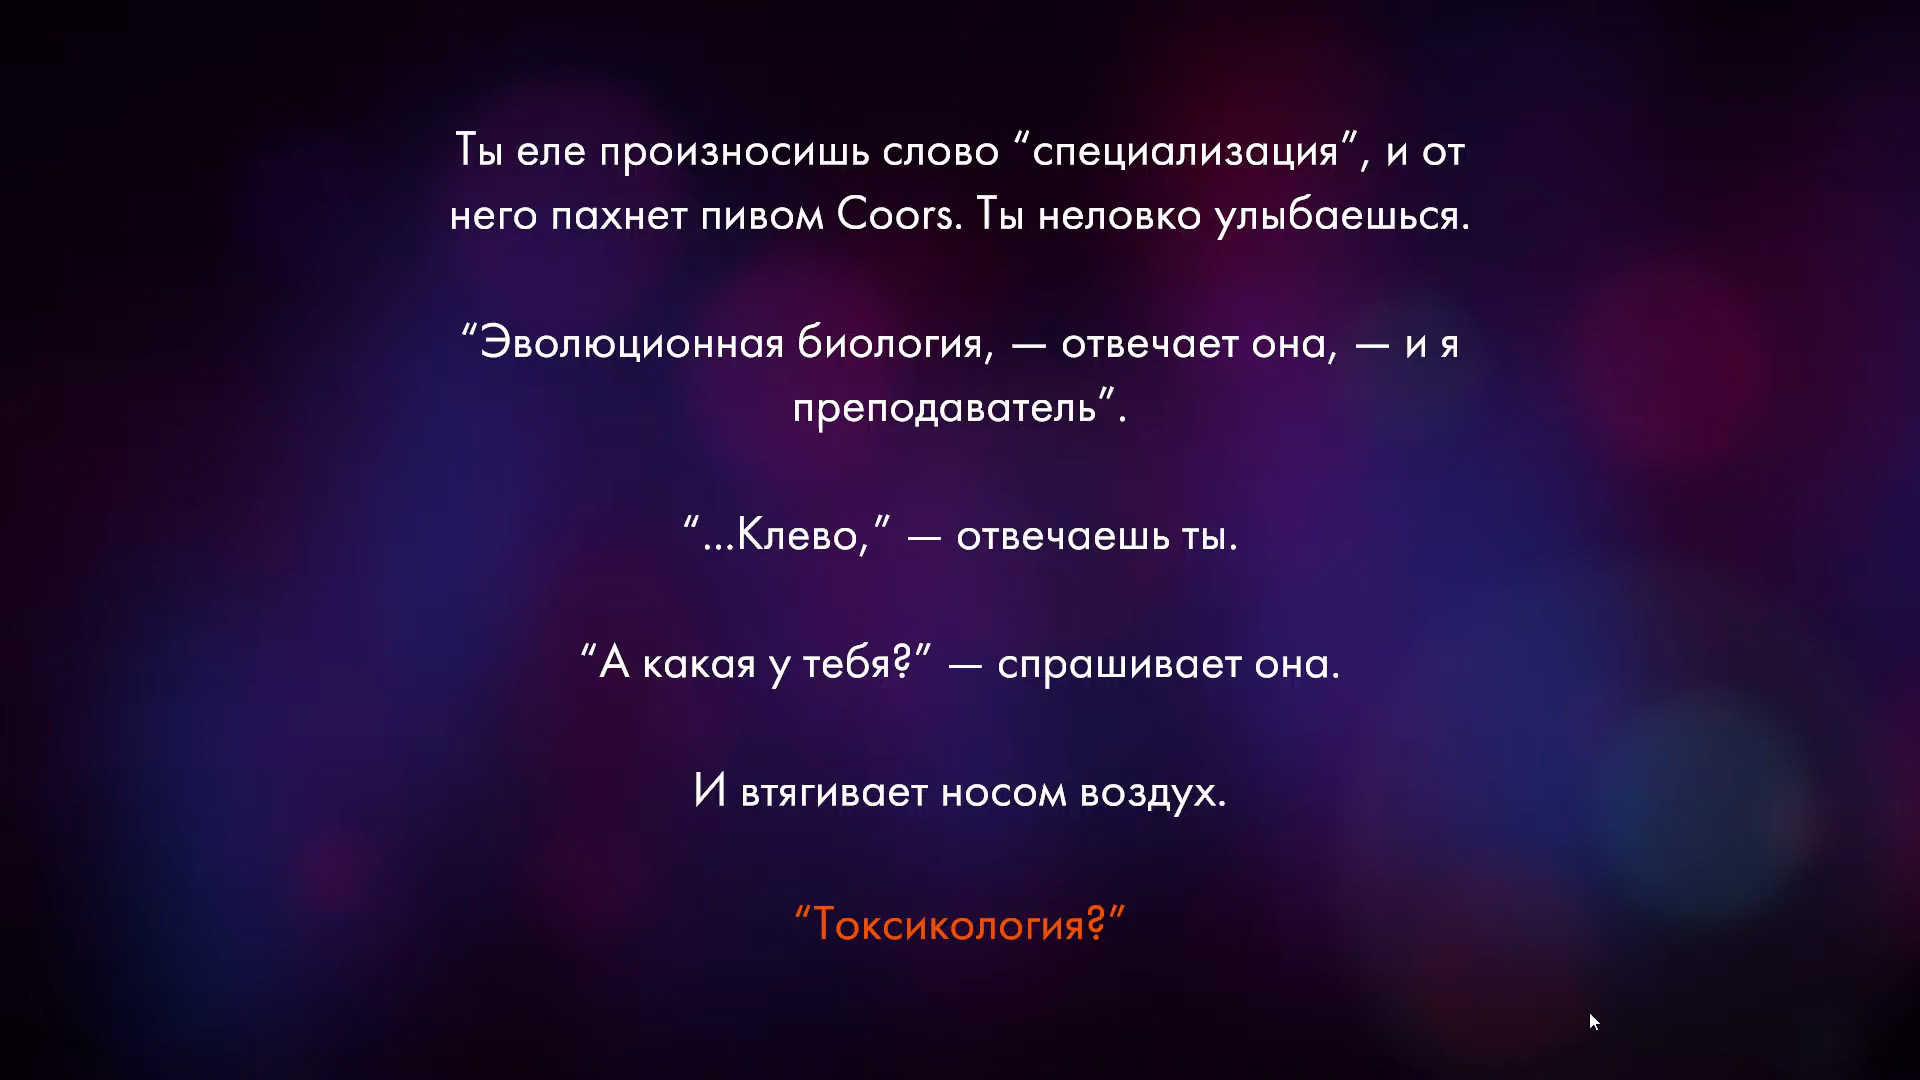 Ты еле произносишь слово “специализация”, и от
него пахнет пивом Coors. Ты неловко улыбаешься.
“Эволюционная биология, — отвечает она, — и я
преподаватель”.
“...Клево,” — отвечаешь ты.
“А какая у тебя?” — спрашивает она.
И втягивает носом воздух.
“Токсикология?”